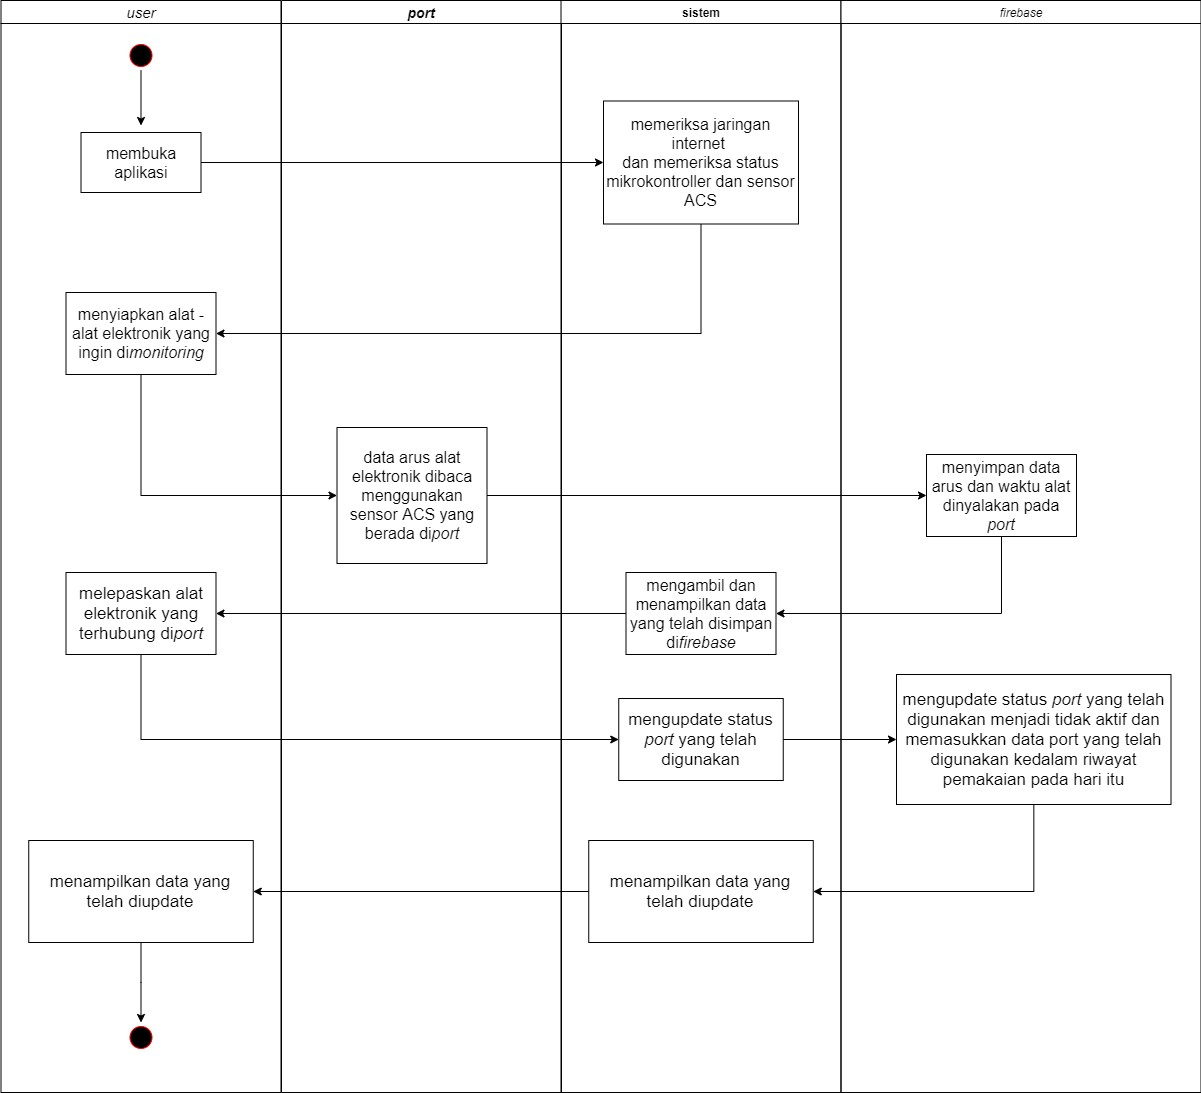 user
port
sistem
firebase
membuka
aplikasi
memeriksa jaringan
internet
dan memeriksa status
mikrokontroller dan sensor
ACS
menyiapkan alat -
alat elektronik yang
ingin dimonitoring
data arus alat
elektronik dibaca
menggunakan
sensor ACS yang
berada diport
menyimpan data
arus dan waktu alat
dinyalakan pada
port
mengambil dan
menampilkan data
yang telah disimpan
difirebase
melepaskan alat
elektronik yang
terhubung diport
mengupdate status
port yang telah
digunakan
mengupdate status port yang telah
digunakan menjadi tidak aktif dan
memasukkan data port yang telah
digunakan kedalam riwayat
pemakaian pada hari itu
menampilkan data yang
telah diupdate
menampilkan data yang
telah diupdate